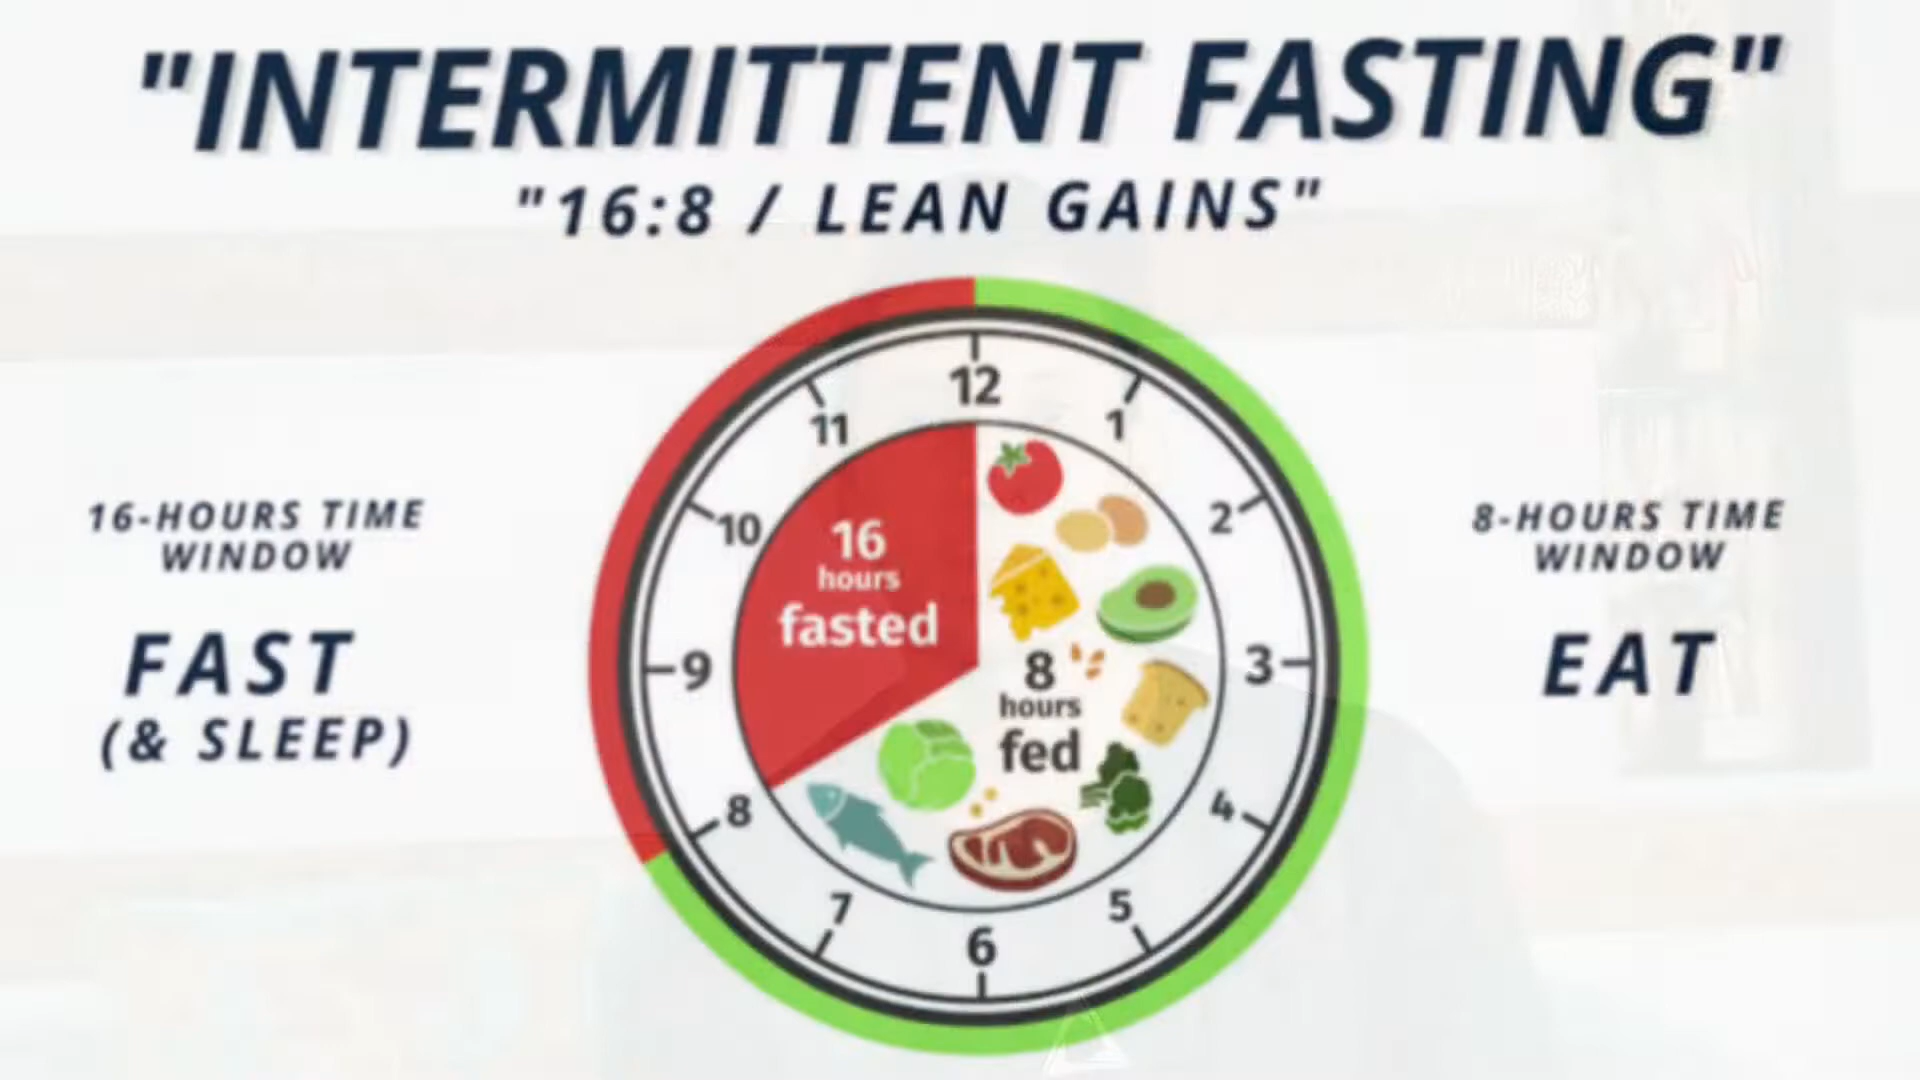 "INTERMITTENT FASTING"
"16:8 / LEAN GAINS"
16-HOURS TIME
WINDOW
FAST
(& SLEEP)
12
1
2
3
4
5
6
7
8
9
10
11
16
hours
fasted
8
hours
fed
8-HOURS TIME
WINDOW
EAT